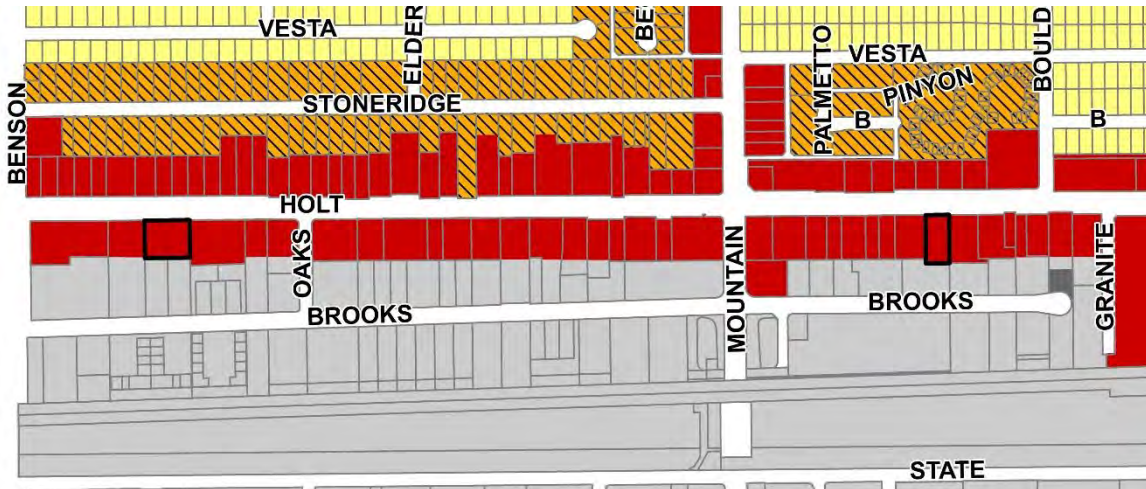 VESTA
ELDER
BE
BOULD
VESTA
PALMETTO
PINYON
BENSON
STONERIDGE
B
B
HOLT
OAKS
MOUNTAIN
GRANITE
BROOKS
BROOKS
STATE